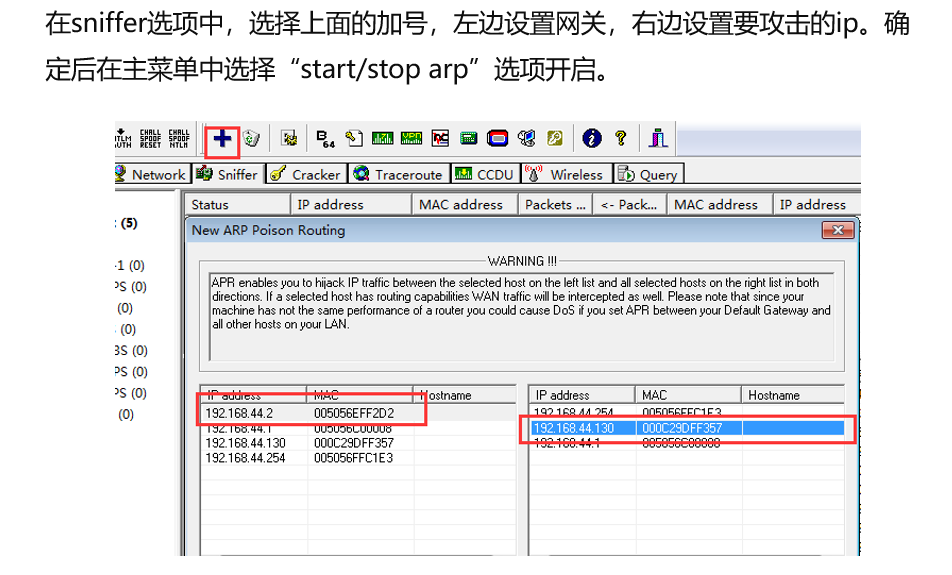 在sniffer选项中，选择上面的加号，左边设置网关，右边设置要攻击的ip。确
定后在主菜单中选择“start/stop arp”选项开启。
CHALL SPOOF RESET CHALL SPOOF NTLM B64
Network Sniffer Cracker Traceroute CCDU Wireless Query
Status IP address MAC address Packets ... <- Pack... MAC address IP address
: (5)
New ARP Poison Routing
WARNING !!!
-1 (0)
PS (0)
(0)
(0)
BS (0)
PS (0)
PS (0)
(0)
APR enables you to hijack IP traffic between the selected host on the left list and all selected hosts on the right list in both
directions. If a selected host has routing capabilities WAN traffic will be intercepted as well. Please note that since your
machine has not the same performance of a router you could cause DoS if you set APR between your Default Gateway and
all other hosts on your LAN.
IP address MAC Hostname
192.168.44.2 005056EFF2D2
192.168.44.1 005056C00008
192.168.44.130 000C29DFF357
192.168.44.254 005056FFC1E3
IP address MAC Hostname
192.168.44.254 005056FFC1E3
192.168.44.130 000C29DFF357
192.168.44.1 005056C00008